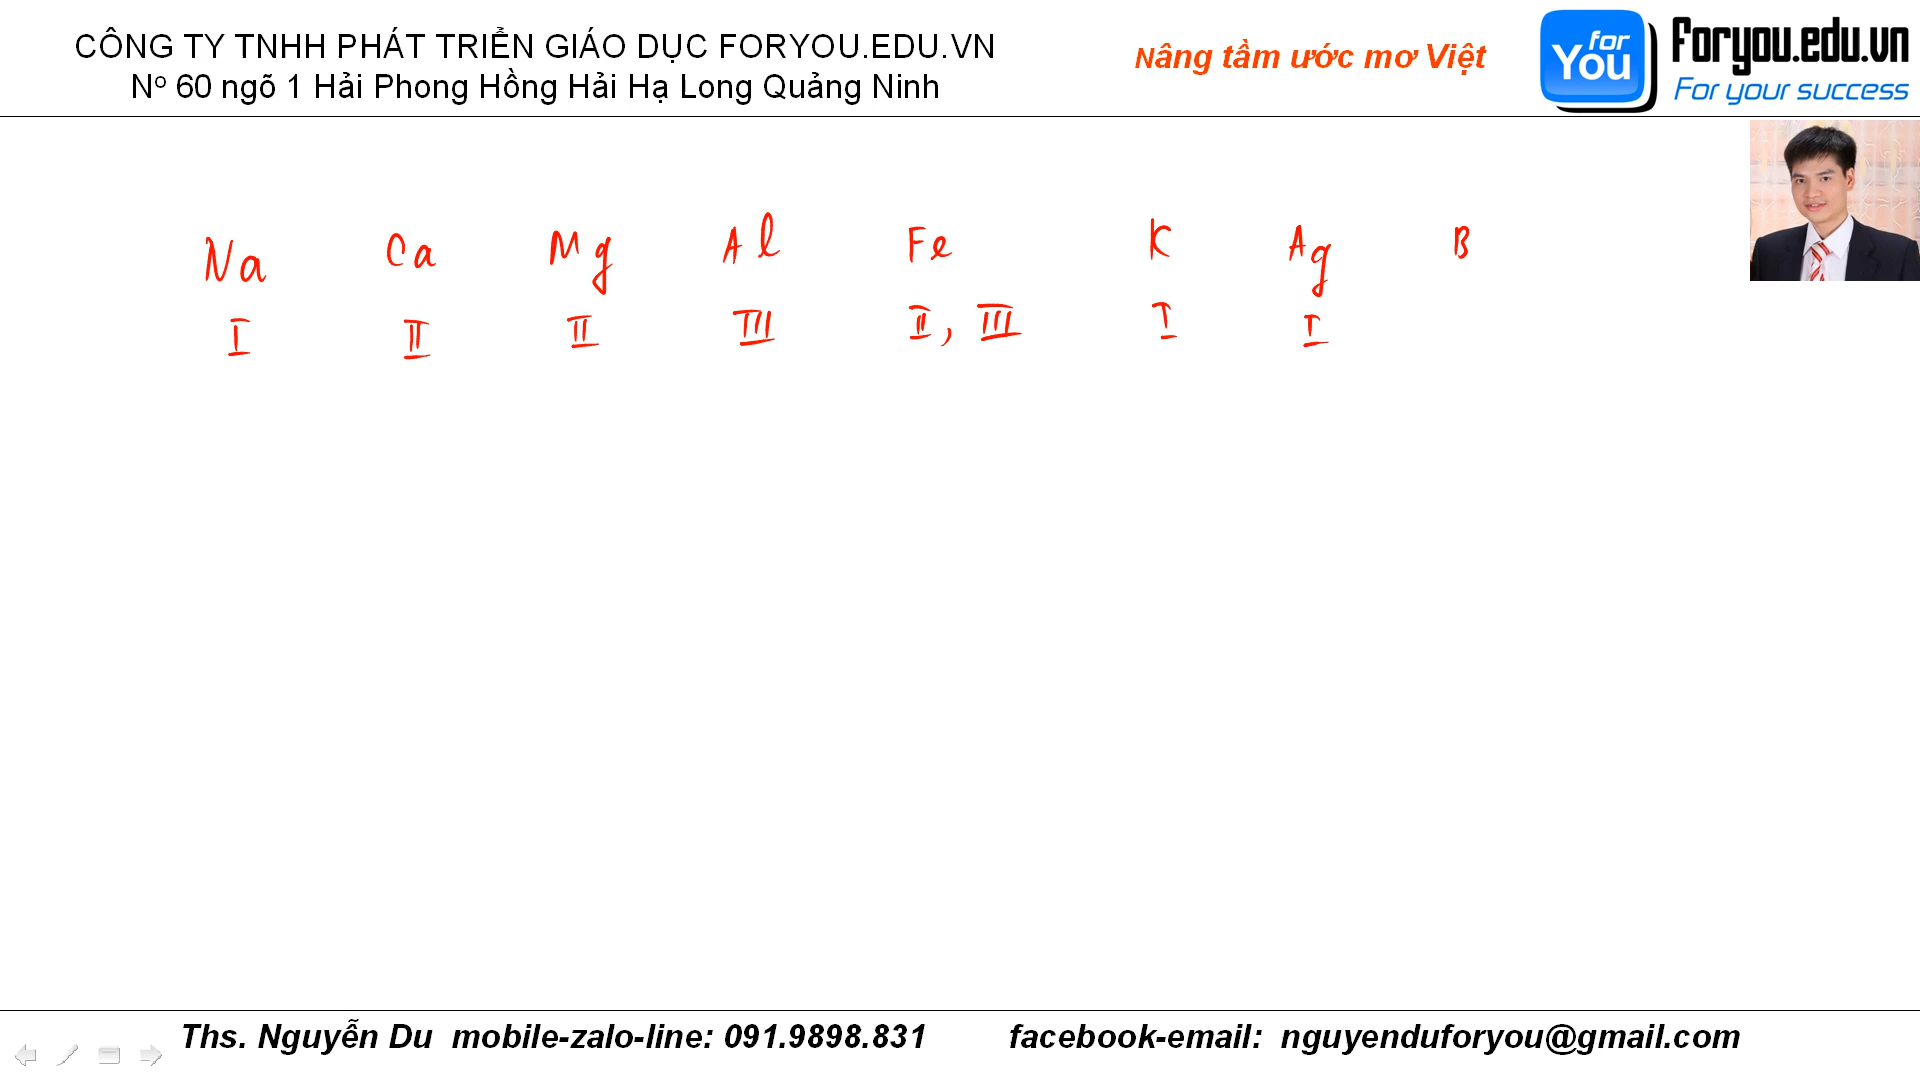 CÔNG TY TNHH PHÁT TRIỂN GIÁO DỤC FORYOU.EDU.VN
Nº 60 ngõ 1 Hải Phong Hồng Hải Hạ Long Quảng Ninh
Nâng tầm ước mơ Việt
for You
Foryou.edu.vn
For your success
Na Ca Mg Al Fe K Ag B
I II II III II, III I I
Ths. Nguyễn Du mobile-zalo-line: 091.9898.831 facebook-email: nguyenduforyou@gmail.com